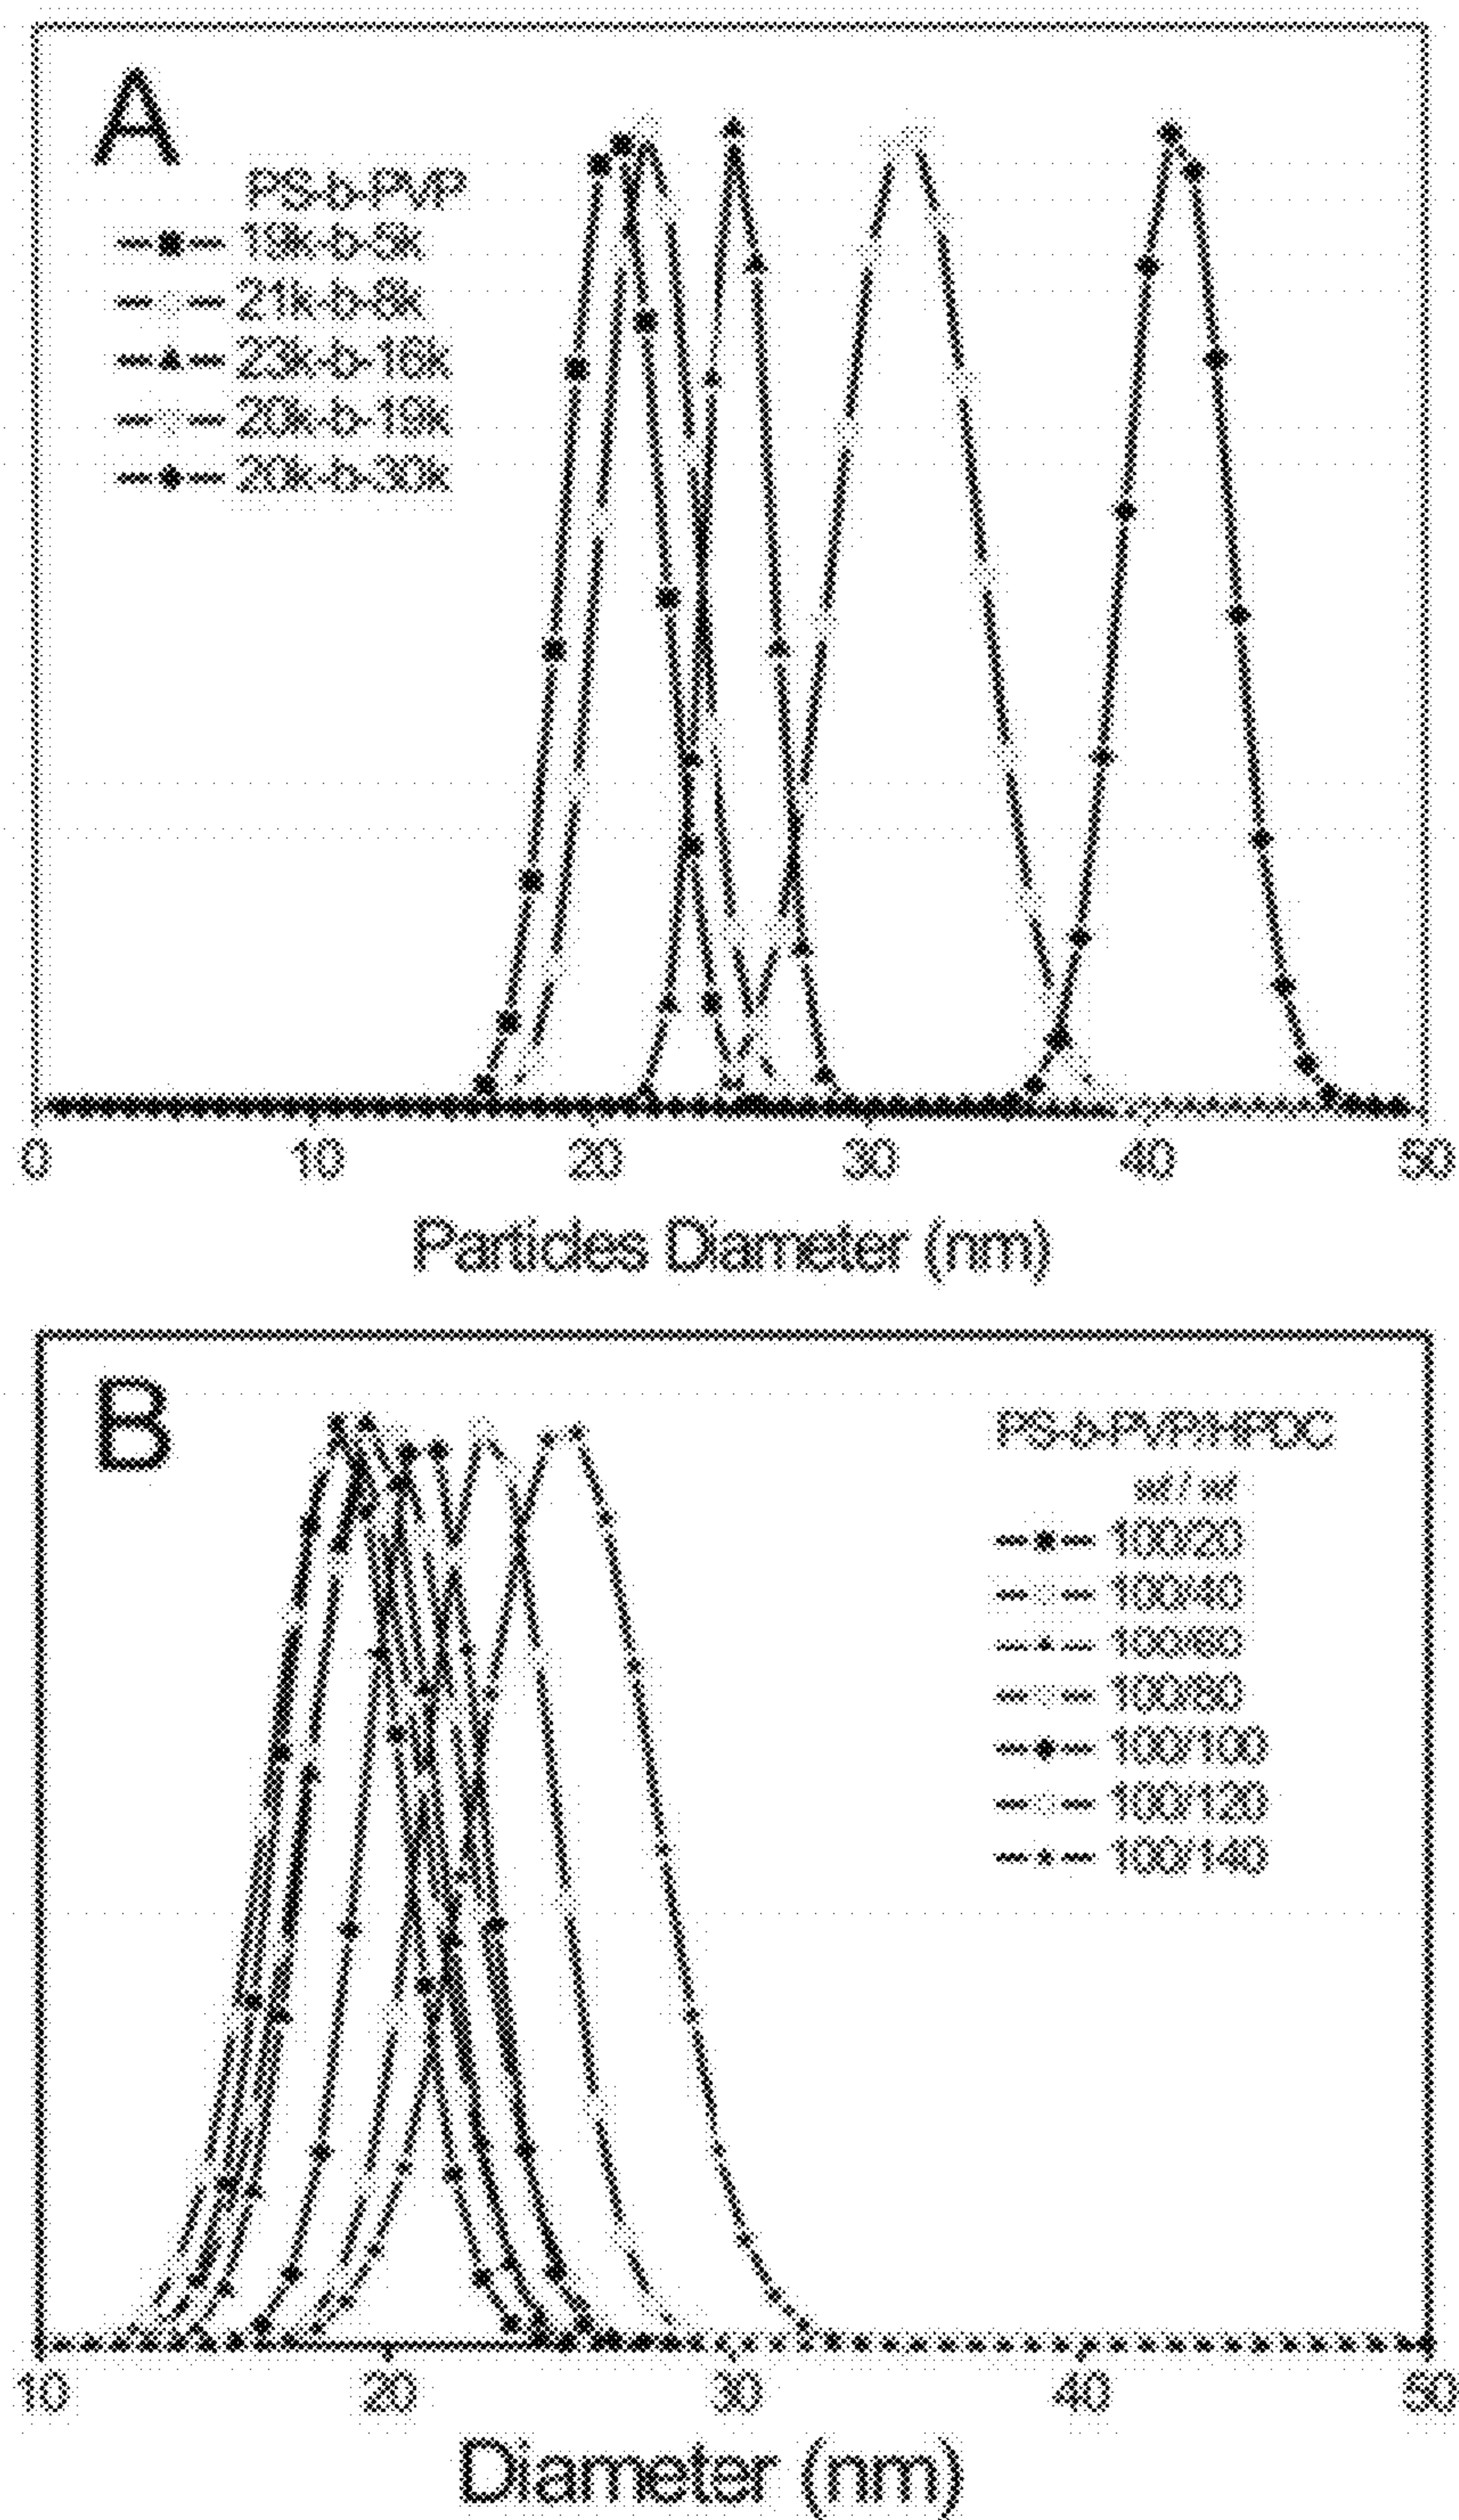 A
PS-b-PVP
19k-b-5k
21k-b-8k
23k-b-16k
20k-b-19k
20k-b-30k
0 10 20 30 40 50
Particles Diameter (nm)
B
PS-b-PVP/HPDC
wt / wt
100/20
100/40
100/60
100/80
100/100
100/120
100/140
10 20 30 40 50
Diameter (nm)